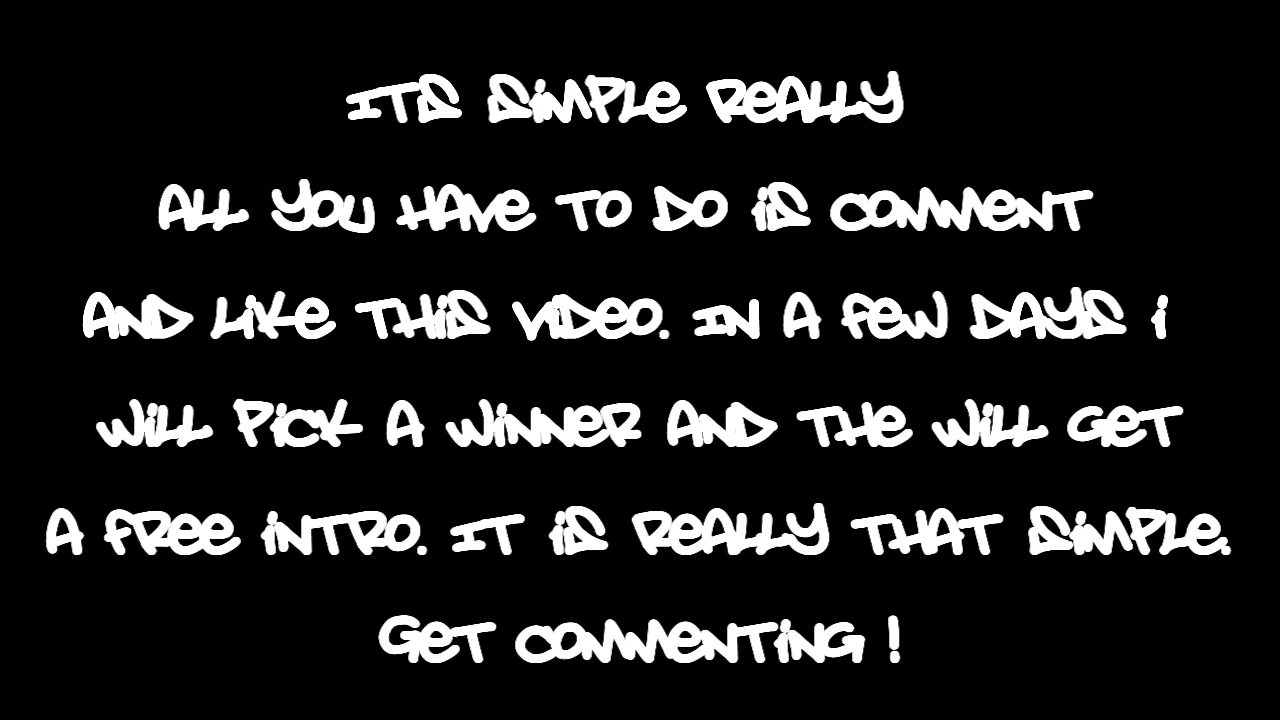 ITS SiMPLe ReALLY
ALL YOU HAVe TO DO iS COMMeNT
AND LiKe THiS ViDeO. IN A feW DAYS i
WiLL PiCK A WiNNeR AND THe WiLL GeT
A fRee iNTRO. IT iS ReALLY THAT SiMPLe.
GeT COMMeNTiNG !